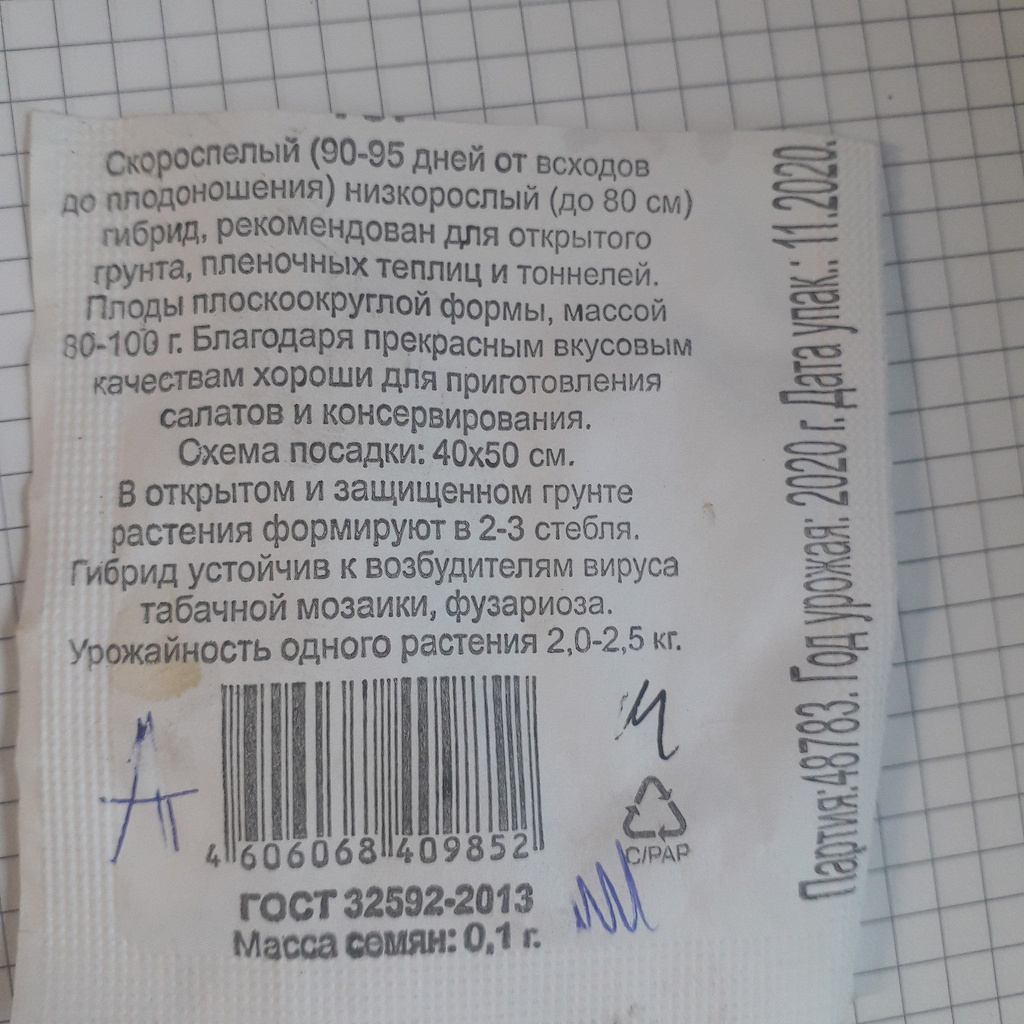 Скороспелый (90-95 дней от всходов
до плодоношения) низкорослый (до 80 см)
гибрид, рекомендован для открытого
грунта, пленочных теплиц и тоннелей.
Плоды плоскоокруглой формы, массой
80-100 г. Благодаря прекрасным вкусовым
качествам хороши для приготовления
салатов и консервирования.
Схема посадки: 40х50 см.
В открытом и защищенном грунте
растения формируют в 2-3 стебля.
Гибрид устойчив к возбудителям вируса
табачной мозаики, фузариоза.
Урожайность одного растения 2,0-2,5 кг.
4 606068 409852
C/PAP
ГОСТ 32592-2013
Масса семян: 0,1 г.
Партия:48783. Год урожая: 2020 г. Дата упак.: 11.2020.